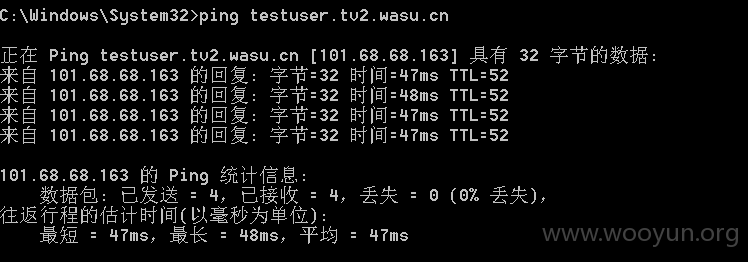 C:\Windows\System32>ping testuser.tv2.wasu.cn
正在 Ping testuser.tv2.wasu.cn [101.68.68.163] 具有 32 字节的数据:
来自 101.68.68.163 的回复: 字节=32 时间=47ms TTL=52
来自 101.68.68.163 的回复: 字节=32 时间=48ms TTL=52
来自 101.68.68.163 的回复: 字节=32 时间=47ms TTL=52
来自 101.68.68.163 的回复: 字节=32 时间=47ms TTL=52
101.68.68.163 的 Ping 统计信息:
数据包: 已发送 = 4，已接收 = 4，丢失 = 0 (0% 丢失)，
往返行程的估计时间(以毫秒为单位):
最短 = 47ms，最长 = 48ms，平均 = 47ms
www.wooyun.org